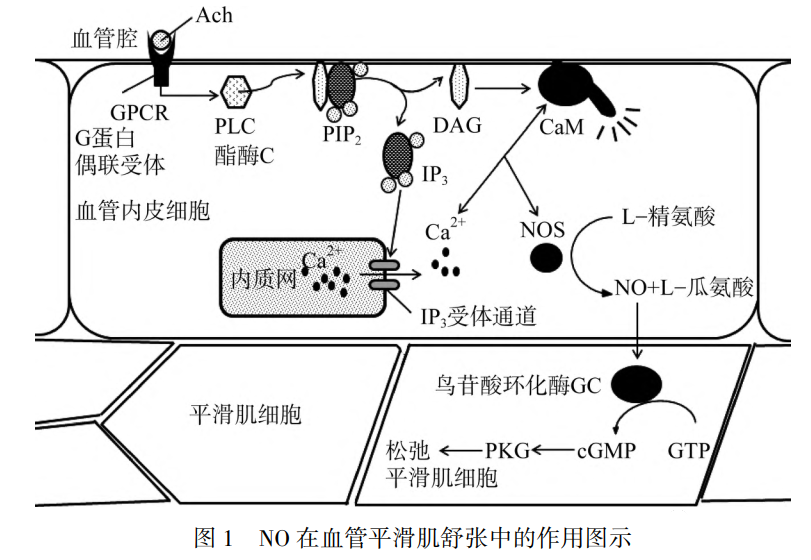 Ach
血管腔
GPCR
G蛋白
偶联受体
PLC
酯酶C
PIP₂
DAG
CaM
IP₃
血管内皮细胞
Ca²⁺
NOS
L-精氨酸
Ca²⁺
内质网
NO+L-瓜氨酸
IP₃受体通道
鸟苷酸环化酶GC
平滑肌细胞
松弛
PKG
cGMP
GTP
平滑肌细胞
图 1 NO 在血管平滑肌舒张中的作用图示